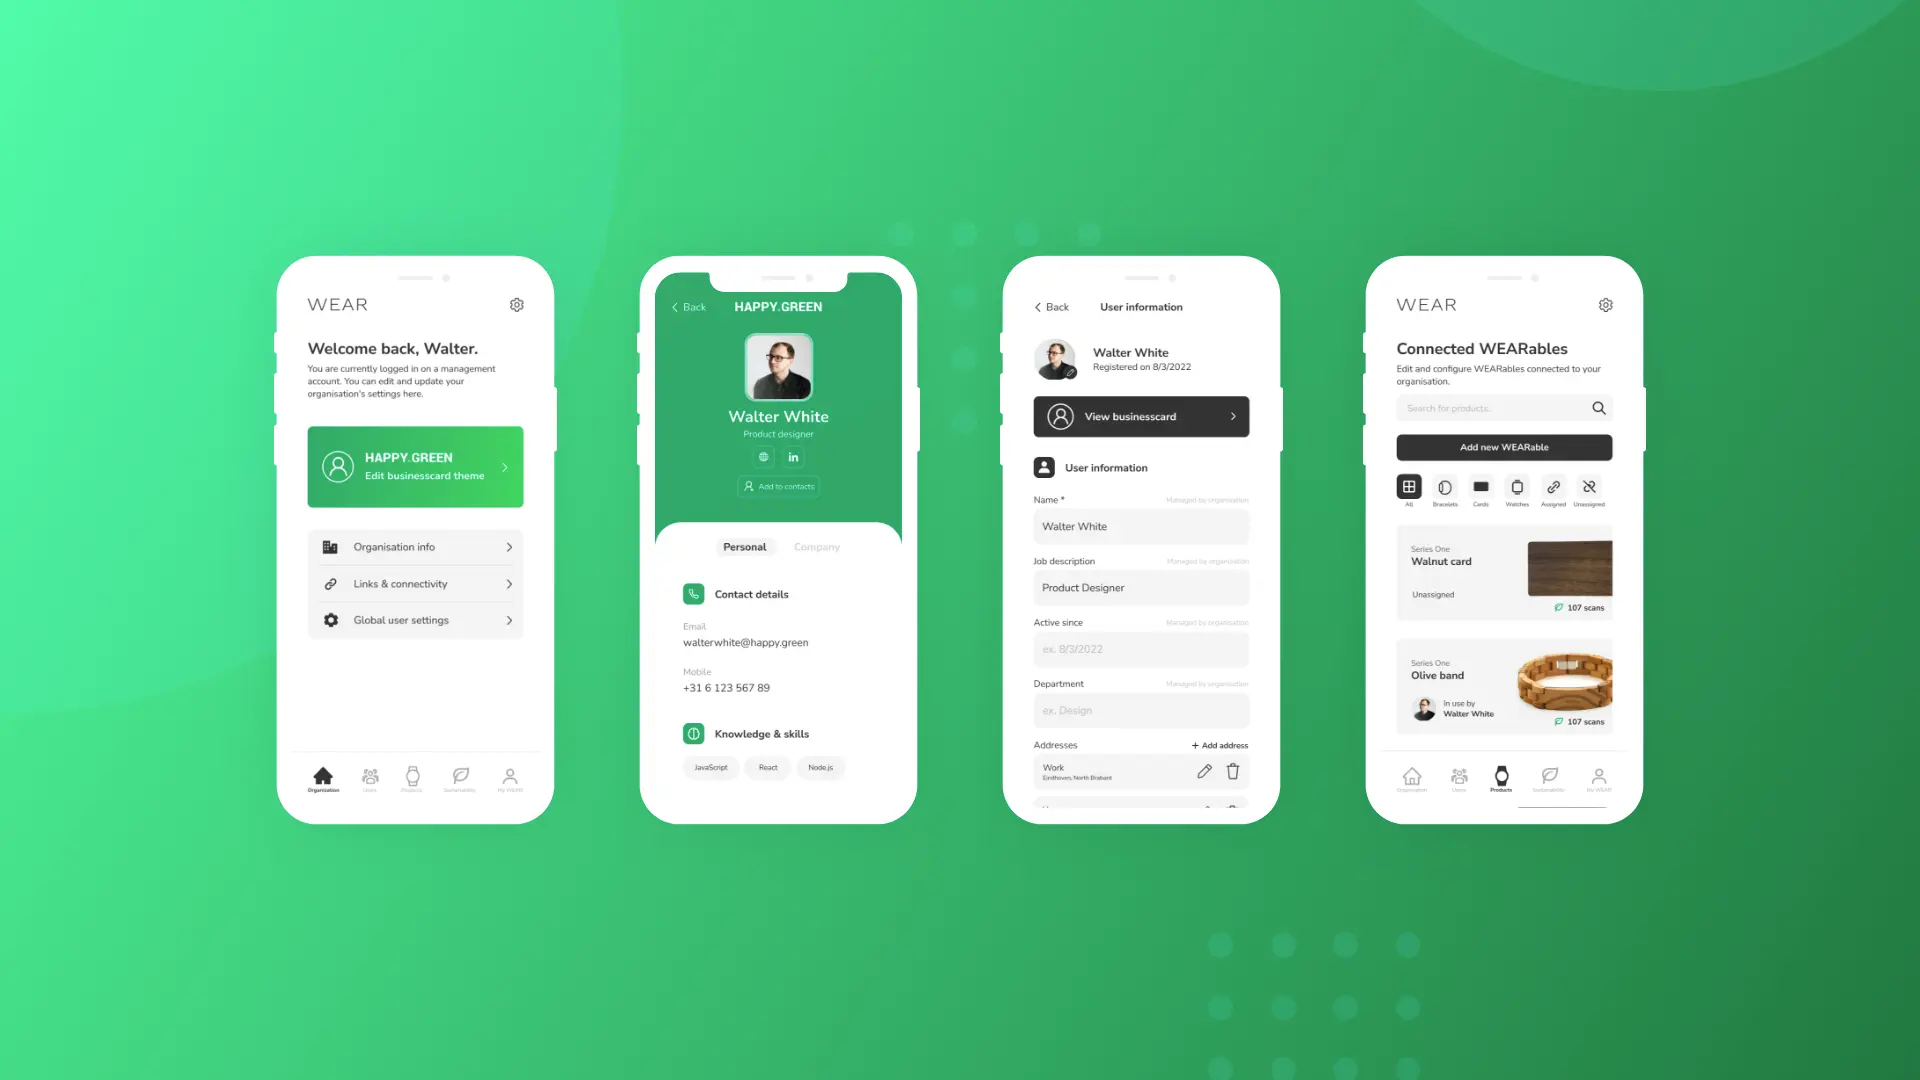 WEAR
Welcome back, Walter.
You are currently logged in on a management
account. You can edit and update your
organisation's settings here.
HAPPY.GREEN
Edit businesscard theme
Organisation info
Links & connectivity
Global user settings
Organisation
Users
Products
Sustainability
My WEAR
Back
HAPPY.GREEN
Walter White
Product designer
in
Add to contacts
Personal
Company
Contact details
Email
walterwhite@happy.green
Mobile
+31 6 123 567 89
Knowledge & skills
JavaScript
React
Node.js
Back
User information
Walter White
Registered on 8/3/2022
View businesscard
User information
Name *
Managed by organisation
Walter White
Job description
Managed by organisation
Product Designer
Active since
Managed by organisation
ex. 8/3/2022
Department
Managed by organisation
ex. Design
Addresses
+ Add address
Work
Eindhoven, North Brabant
WEAR
Connected WEARables
Edit and configure WEARables connected to your
organisation.
Search for products..
Add new WEARable
All
Bracelets
Cards
Watches
Assigned
Unassigned
Series One
Walnut card
Unassigned
107 scans
Series One
Olive band
In use by
Walter White
107 scans
Organisation
Users
Products
Sustainability
My WEAR